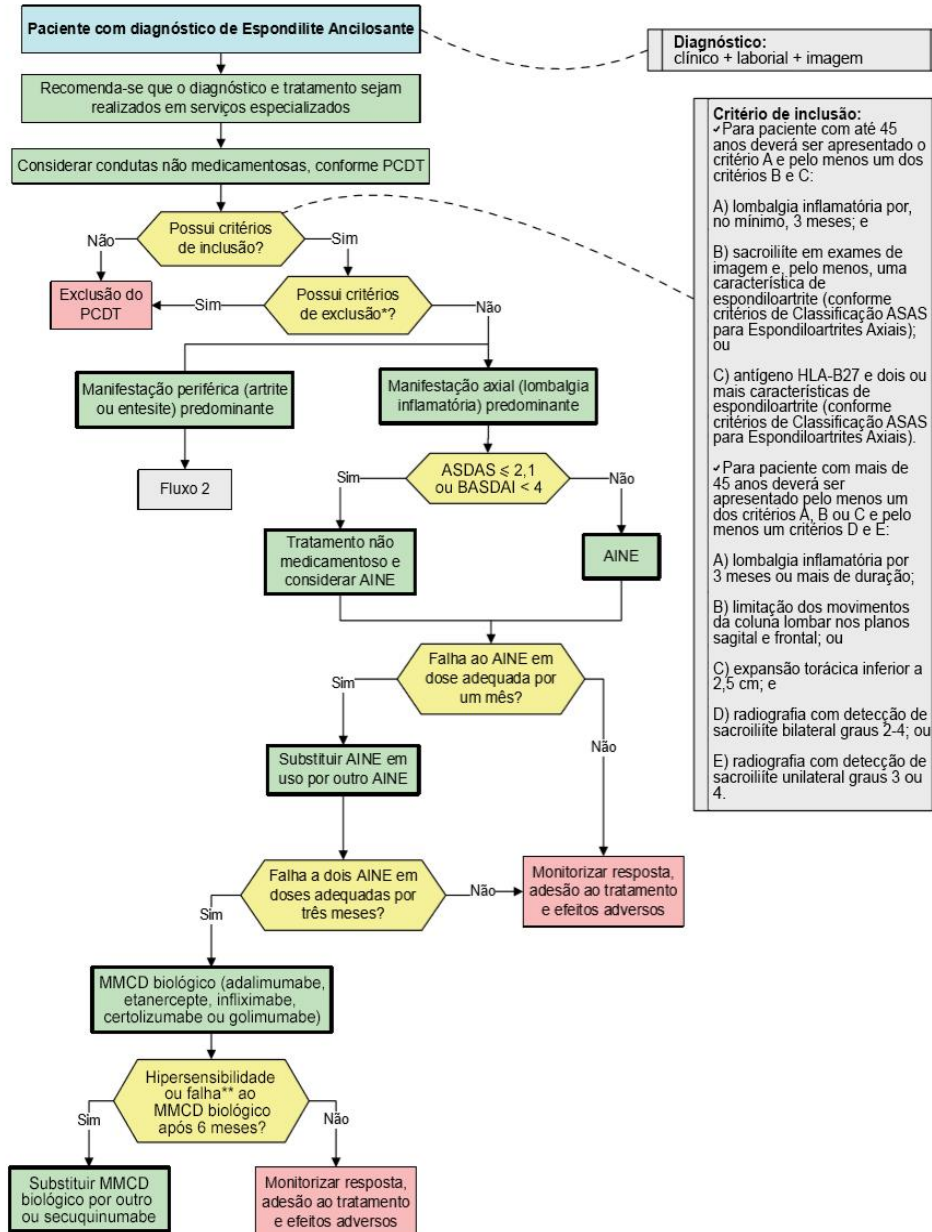 Paciente com diagnóstico de Espondilite Ancilosante
Diagnóstico:
clínico + laborial + imagem
Recomenda-se que o diagnóstico e tratamento sejam
realizados em serviços especializados
Considerar condutas não medicamentosas, conforme PCDT
Possui critérios
de inclusão?
Não
Sim
Exclusão do
PCDT
Sim
Possui critérios
de exclusão*?
Não
Manifestação periférica (artrite
ou entesite) predominante
Manifestação axial (lombalgia
inflamatória) predominante
Fluxo 2
ASDAS ⩽ 2,1
ou BASDAI < 4
Sim
Não
Tratamento não
medicamentoso e
considerar AINE
AINE
Falha ao AINE em
dose adequada por
um mês?
Sim
Não
Substituir AINE em
uso por outro AINE
Falha a dois AINE em
doses adequadas por
três meses?
Não
Sim
Monitorizar resposta,
adesão ao tratamento
e efeitos adversos
MMCD biológico (adalimumabe,
etanercepte, infliximabe,
certolizumabe ou golimumabe)
Hipersensibilidade
ou falha** ao
MMCD biológico
após 6 meses?
Sim
Não
Substituir MMCD
biológico por outro
ou secuquinumabe
Monitorizar resposta,
adesão ao tratamento
e efeitos adversos
Critério de inclusão:
✓Para paciente com até 45
anos deverá ser apresentado o
critério A e pelo menos um dos
critérios B e C:
A) lombalgia inflamatória por,
no mínimo, 3 meses; e
B) sacroiliíte em exames de
imagem e, pelo menos, uma
característica de
espondiloartrite (conforme
critérios de Classificação ASAS
para Espondiloartrites Axiais);
ou
C) antígeno HLA-B27 e dois ou
mais características de
espondiloartrite (conforme
critérios de Classificação ASAS
para Espondiloartrites Axiais).
✓Para paciente com mais de
45 anos deverá ser
apresentado pelo menos um
dos critérios A, B ou C e pelo
menos um critérios D e E:
A) lombalgia inflamatória por
3 meses ou mais de duração;
B) limitação dos movimentos
da coluna lombar nos planos
sagital e frontal; ou
C) expansão torácica inferior a
2,5 cm; e
D) radiografia com detecção de
sacroiliíte bilateral graus 2-4; ou
E) radiografia com detecção de
sacroiliíte unilateral graus 3 ou
4.